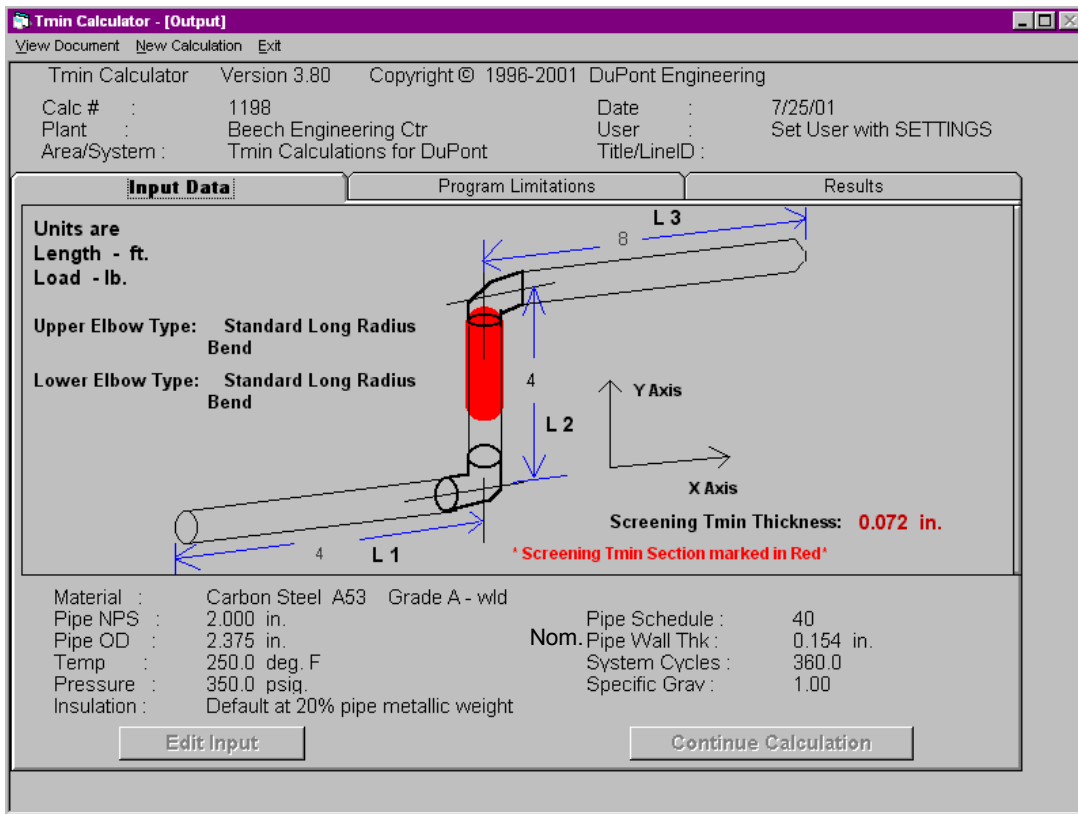 Tmin Calculator - [Output]
View Document New Calculation Exit
Tmin Calculator Version 3.80 Copyright © 1996-2001 DuPont Engineering
Calc # : 1198 Date : 7/25/01
Plant : Beech Engineering Ctr User : Set User with SETTINGS
Area/System : Tmin Calculations for DuPont Title/LineID :
Input Data Program Limitations Results
L 3
8
Units are
Length - ft.
Load - lb.
Upper Elbow Type: Standard Long Radius
Bend
Lower Elbow Type: Standard Long Radius
Bend
4
L 2
Y Axis
X Axis
Screening Tmin Thickness: 0.072 in.
4
L 1
* Screening Tmin Section marked in Red*
Material : Carbon Steel A53 Grade A - wld
Pipe NPS : 2.000 in. Pipe Schedule : 40
Pipe OD : 2.375 in. Nom. Pipe Wall Thk : 0.154 in.
Temp : 250.0 deg. F System Cycles : 360.0
Pressure : 350.0 psig. Specific Grav : 1.00
Insulation : Default at 20% pipe metallic weight
Edit Input Continue Calculation